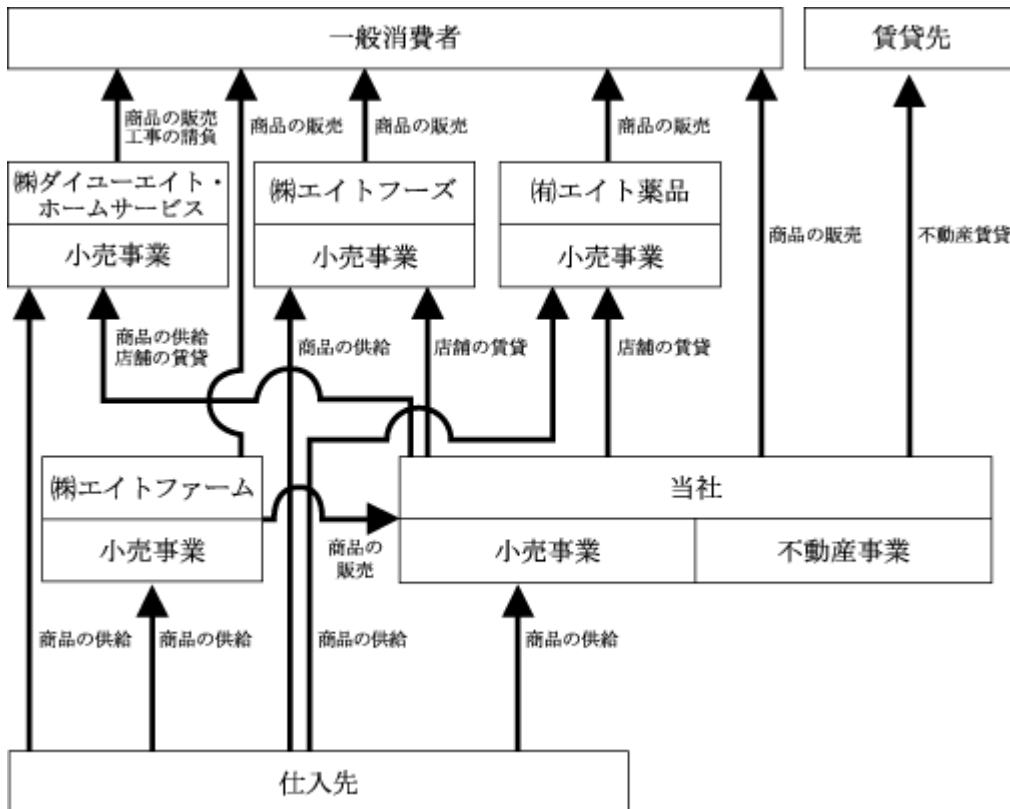 一般消費者
賃貸先
商品の販売
工事の請負
商品の販売
商品の販売
商品の販売
㈱ダイユーエイト・
ホームサービス
小売事業
㈱エイトフーズ
小売事業
㈲エイト薬品
小売事業
商品の販売
不動産賃貸
商品の供給
店舗の賃貸
商品の供給
店舗の賃貸
店舗の賃貸
㈱エイトファーム
小売事業
商品の
販売
当社
小売事業
不動産事業
商品の供給
商品の供給
商品の供給
商品の供給
仕入先